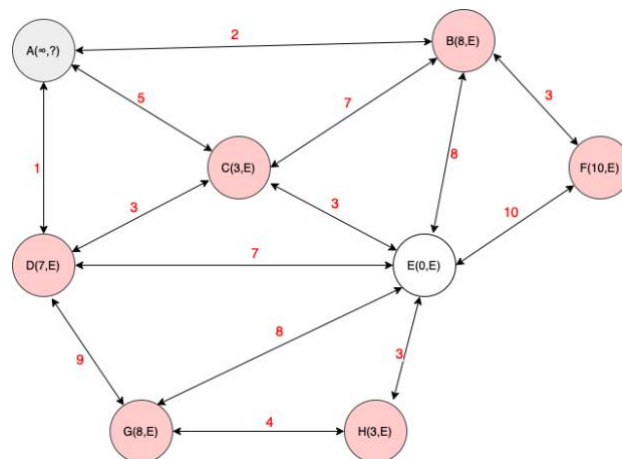 2
B(8,E)
A(∞,?)
5
7
3
8
1
C(3,E)
F(10,E)
3
3
10
7
D(7,E)
E(0,E)
8
9
3
4
G(8,E)
H(3,E)